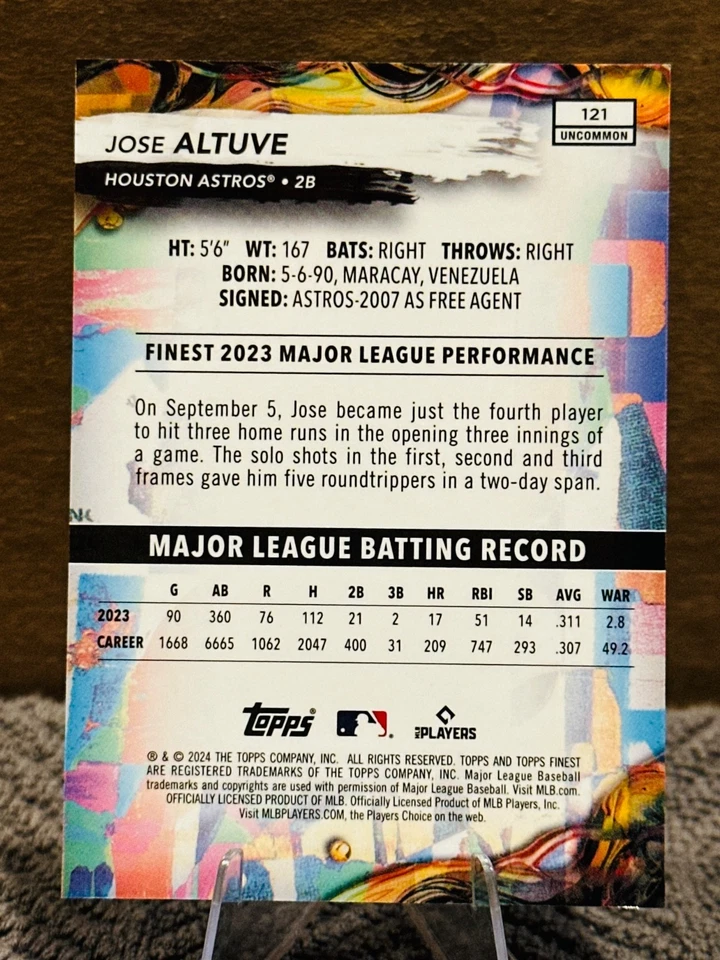 121
UNCOMMON
JOSE ALTUVE
HOUSTON ASTROS® • 2B
HT: 5'6" WT: 167 BATS: RIGHT THROWS: RIGHT
BORN: 5-6-90, MARACAY, VENEZUELA
SIGNED: ASTROS-2007 AS FREE AGENT
FINEST 2023 MAJOR LEAGUE PERFORMANCE
On September 5, Jose became just the fourth player
to hit three home runs in the opening three innings of
a game. The solo shots in the first, second and third
frames gave him five roundtrippers in a two-day span.
MAJOR LEAGUE BATTING RECORD
G AB R H 2B 3B HR RBI SB AVG WAR
2023 90 360 76 112 21 2 17 51 14 .311 2.8
CAREER 1668 6665 1062 2047 400 31 209 747 293 .307 49.2
Topps® ® MLB PLAYERS
® & © 2024 THE TOPPS COMPANY, INC. ALL RIGHTS RESERVED. TOPPS AND TOPPS FINEST
ARE REGISTERED TRADEMARKS OF THE TOPPS COMPANY, INC. Major League Baseball
trademarks and copyrights are used with permission of Major League Baseball. Visit MLB.com.
OFFICIALLY LICENSED PRODUCT OF MLB. Officially Licensed Product of MLB Players, Inc.
Visit MLBPLAYERS.COM, the Players Choice on the web.